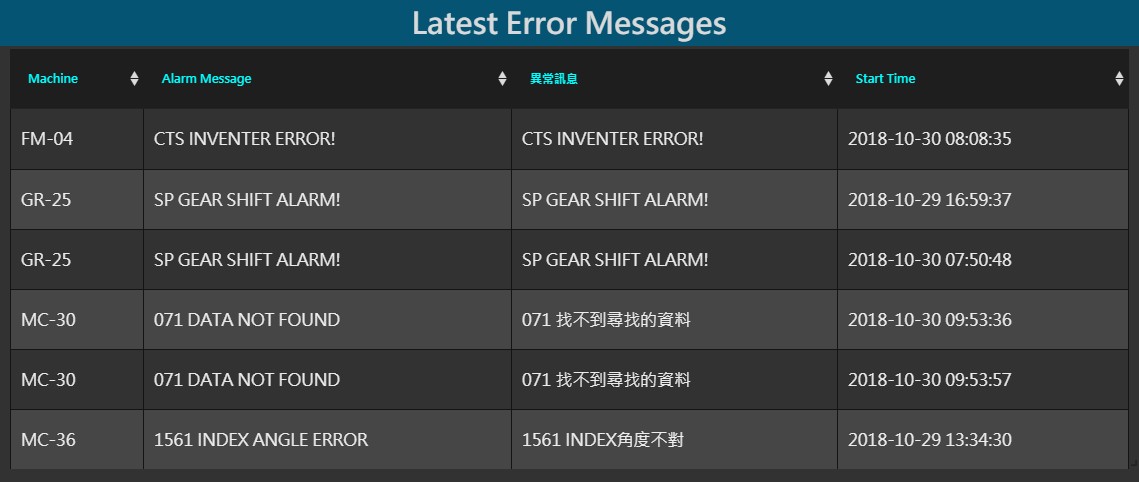 Latest Error Messages
Machine Alarm Message 異常訊息 Start Time
FM-04 CTS INVENTER ERROR! CTS INVENTER ERROR! 2018-10-30 08:08:35
GR-25 SP GEAR SHIFT ALARM! SP GEAR SHIFT ALARM! 2018-10-29 16:59:37
GR-25 SP GEAR SHIFT ALARM! SP GEAR SHIFT ALARM! 2018-10-30 07:50:48
MC-30 071 DATA NOT FOUND 071 找不到尋找的資料 2018-10-30 09:53:36
MC-30 071 DATA NOT FOUND 071 找不到尋找的資料 2018-10-30 09:53:57
MC-36 1561 INDEX ANGLE ERROR 1561 INDEX角度不對 2018-10-29 13:34:30